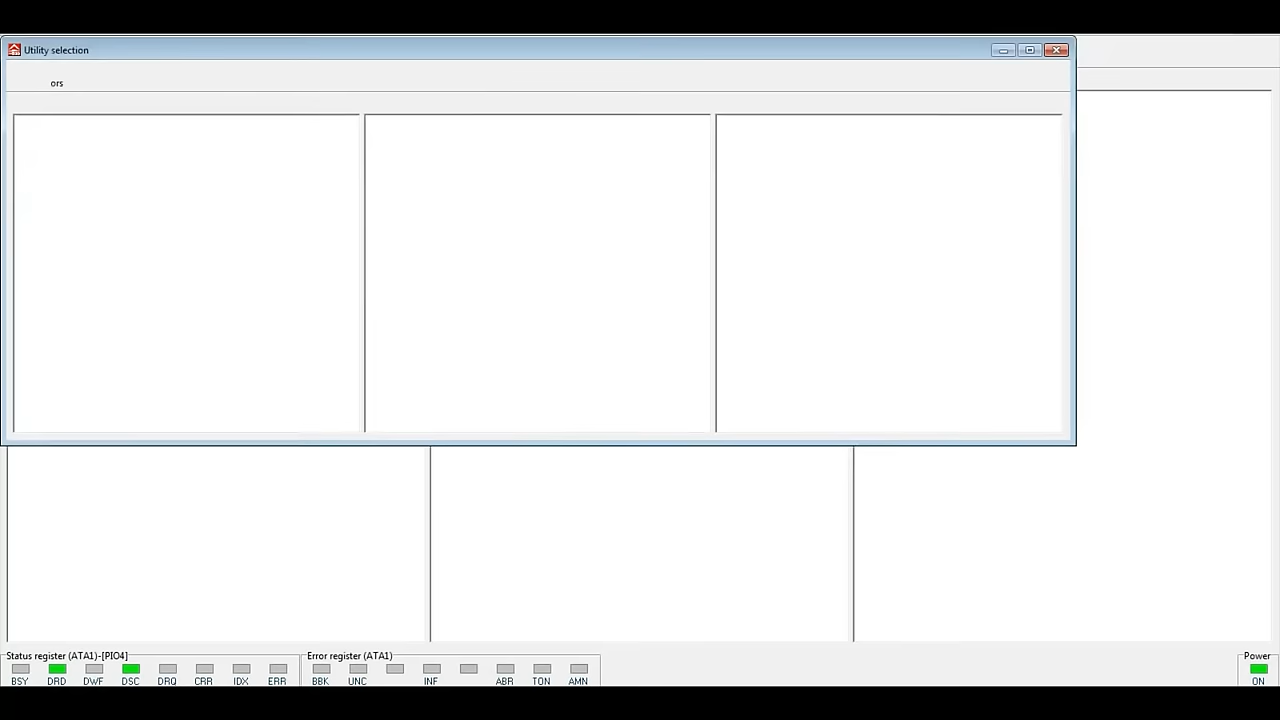 Utility selection
ors
Status register (ATA1)-[PIO4]
Error register (ATA1)
Power
BSY DRD DWF DSC DRQ CRR IDX ERR
BBK UNC INF ABR TON AMN
ON